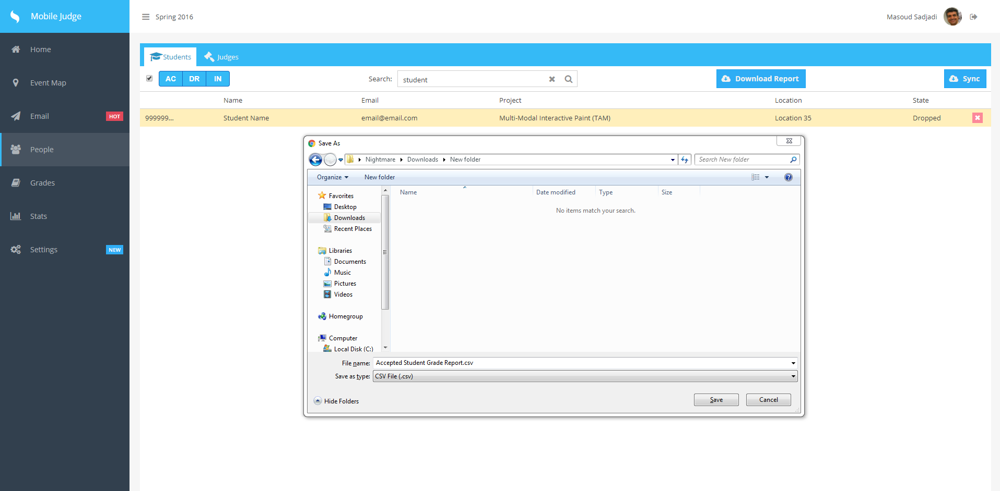 Mobile Judge
Spring 2016
Masoud Sadjadi
Home
Event Map
Email HOT
People
Grades
Stats
Settings NEW
Students Judges
AC DR IN Search: student Download Report Sync
Name Email Project Location State
999999... Student Name email@email.com Multi-Modal Interactive Paint (TAM) Location 35 Dropped
Save As
Nightmare Downloads New folder Search New folder
Organize New folder
Name Date modified Type Size
No items match your search.
Favorites
Desktop
Downloads
Recent Places
Libraries
Documents
Music
Pictures
Videos
Homegroup
Computer
Local Disk (C:)
File name: Accepted Student Grade Report.csv
Save as type: CSV File (.csv)
Hide Folders Save Cancel